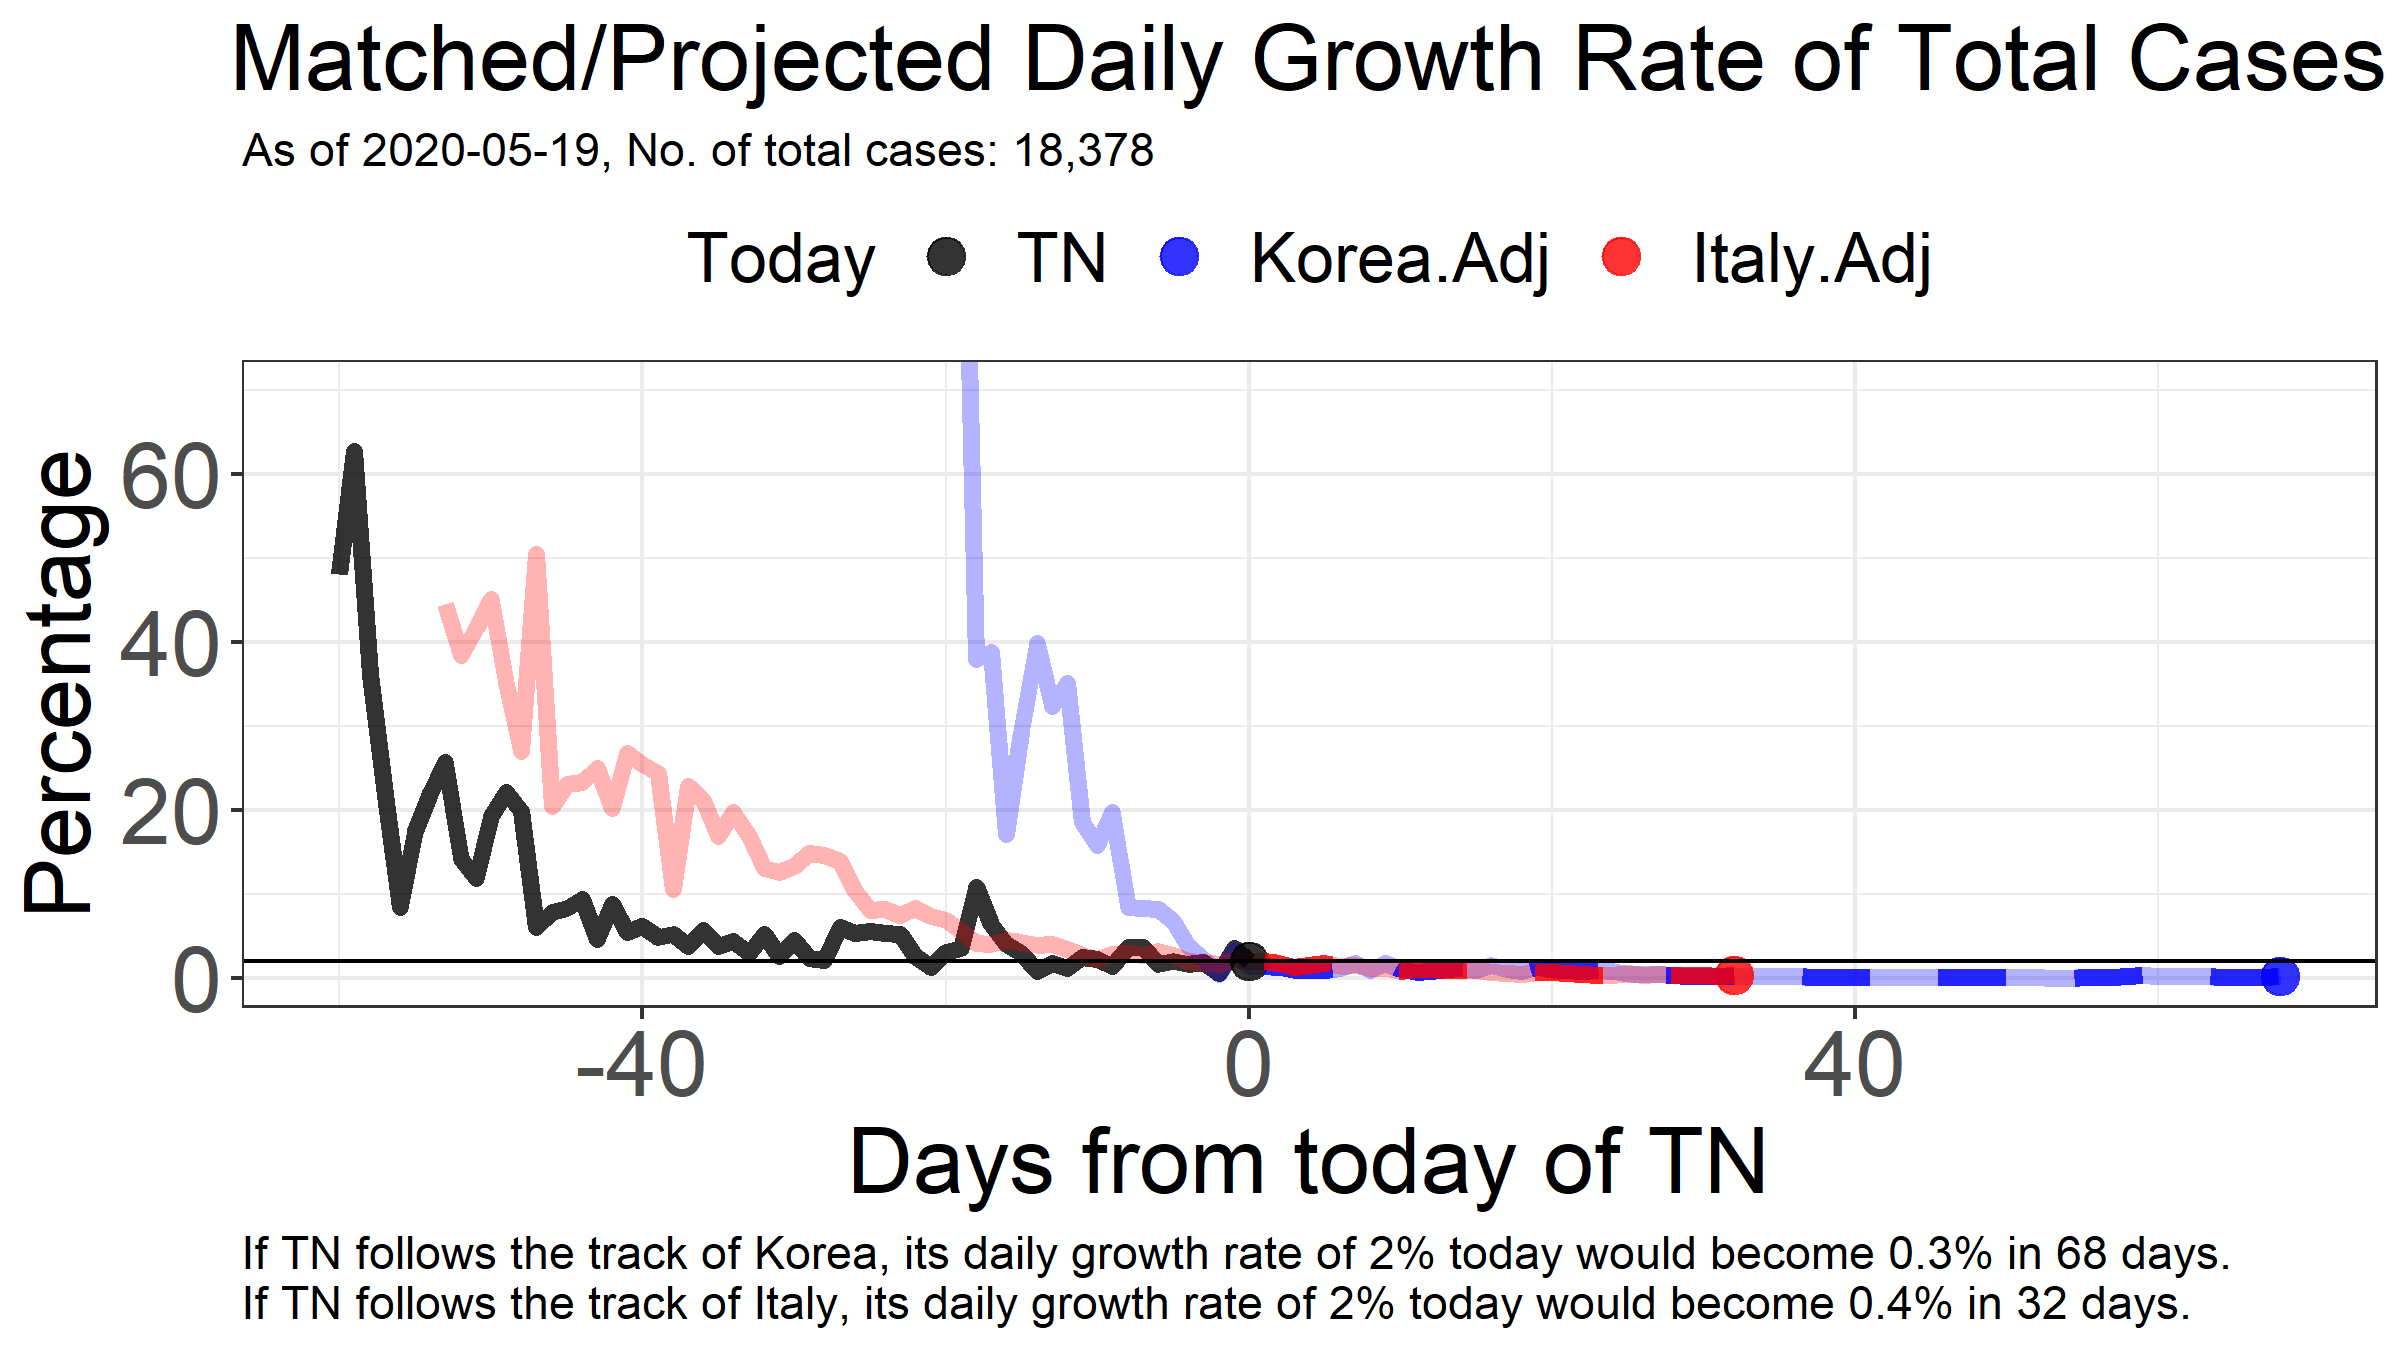 Matched/Projected Daily Growth Rate of Total Cases
As of 2020-05-19, No. of total cases: 18,378
Today TN Korea.Adj Italy.Adj
Percentage
60
40
20
0
-40 0 40
Days from today of TN
If TN follows the track of Korea, its daily growth rate of 2% today would become 0.3% in 68 days.
If TN follows the track of Italy, its daily growth rate of 2% today would become 0.4% in 32 days.